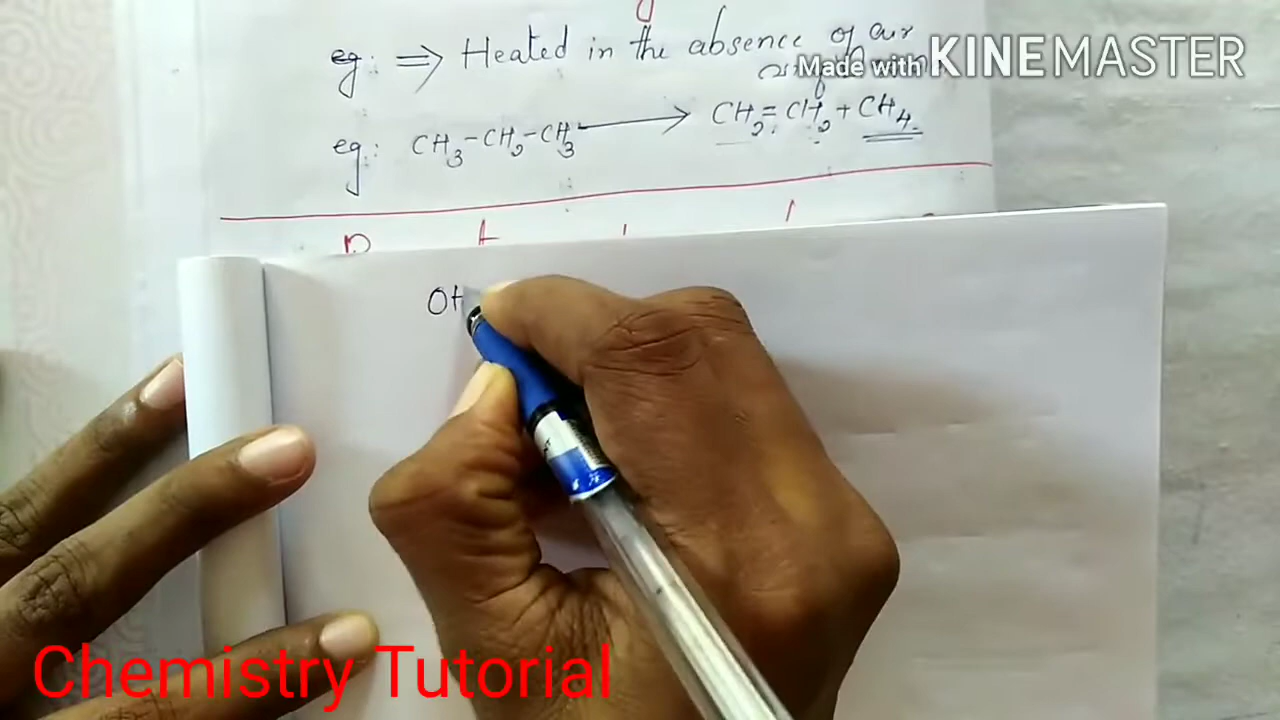 eg: ⇒ Heated in the absence of air
Made with KINEMASTER
eg: CH3-CH2-CH3 ⟶ CH2=CH2+CH4.
OH
Chemistry Tutorial